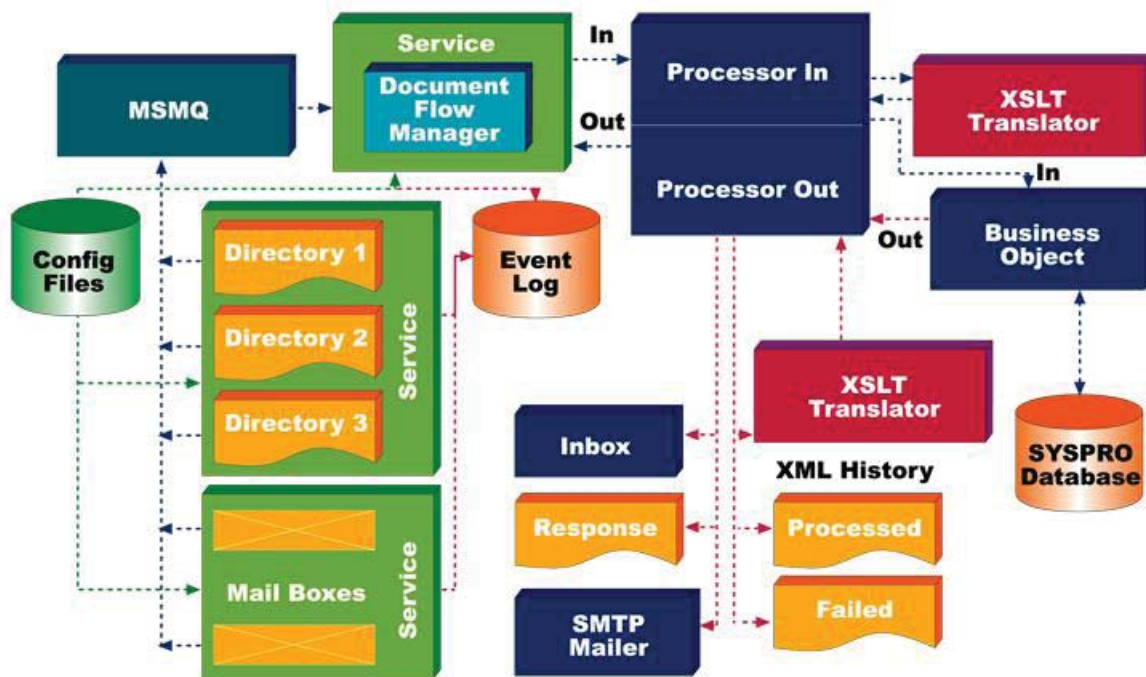 MSMQ
Service
Document
Flow
Manager
In
Out
Processor In
Processor Out
XSLT
Translator
In
Out
Business
Object
Config
Files
Directory 1
Directory 2
Directory 3
Service
Event
Log
XSLT
Translator
SYSPRO
Database
Inbox
XML History
Response
Processed
Mail Boxes
Service
SMTP
Mailer
Failed